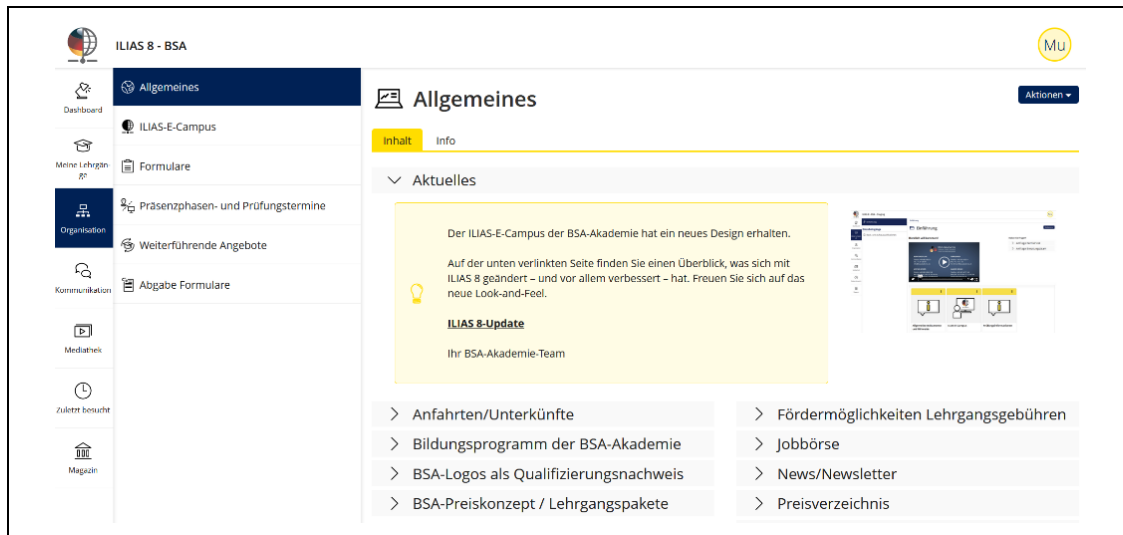 ILIAS 8 - BSA
Mu
Dashboard
Meine Lehrgän
ge
Organisation
Kommunikation
Mediathek
Zuletzt besucht
Magazin
Allgemeines
ILIAS-E-Campus
Formulare
Präsenzphasen- und Prüfungstermine
Weiterführende Angebote
Abgabe Formulare
Allgemeines
Aktionen
Inhalt Info
Aktuelles
Der ILIAS-E-Campus der BSA-Akademie hat ein neues Design erhalten.
Auf der unten verlinkten Seite finden Sie einen Überblick, was sich mit
ILIAS 8 geändert – und vor allem verbessert – hat. Freuen Sie sich auf das
neue Look-and-Feel.
ILIAS 8-Update
Ihr BSA-Akademie-Team
Einführung
Anfahrten/Unterkünfte
Bildungsprogramm der BSA-Akademie
BSA-Logos als Qualifizierungsnachweis
BSA-Preiskonzept / Lehrgangspakete
Fördermöglichkeiten Lehrgangsgebühren
Jobbörse
News/Newsletter
Preisverzeichnis